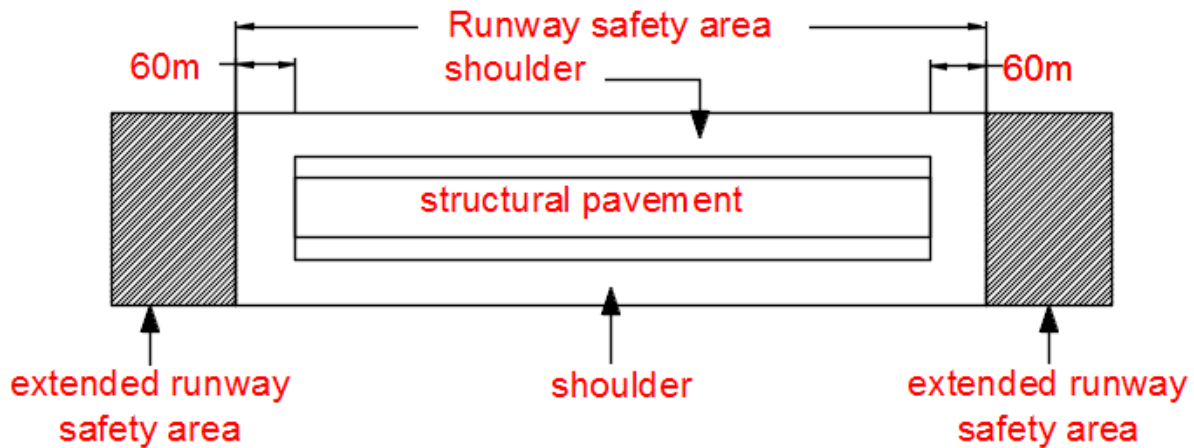 Runway safety area
60m
shoulder
60m
structural pavement
extended runway
safety area
shoulder
extended runway
safety area